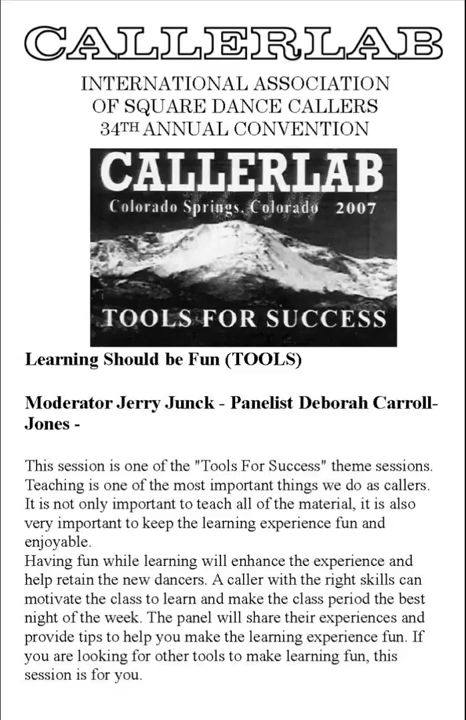 CALLERLAB
INTERNATIONAL ASSOCIATION
OF SQUARE DANCE CALLERS
34TH ANNUAL CONVENTION
CALLERLAB
Colorado Springs, Colorado 2007
TOOLS FOR SUCCESS
Learning Should be Fun (TOOLS)
Moderator Jerry Junck - Panelist Deborah Carroll-
Jones -
This session is one of the "Tools For Success" theme sessions.
Teaching is one of the most important things we do as callers.
It is not only important to teach all of the material, it is also
very important to keep the learning experience fun and
enjoyable.
Having fun while learning will enhance the experience and
help retain the new dancers. A caller with the right skills can
motivate the class to learn and make the class period the best
night of the week. The panel will share their experiences and
provide tips to help you make the learning experience fun. If
you are looking for other tools to make learning fun, this
session is for you.